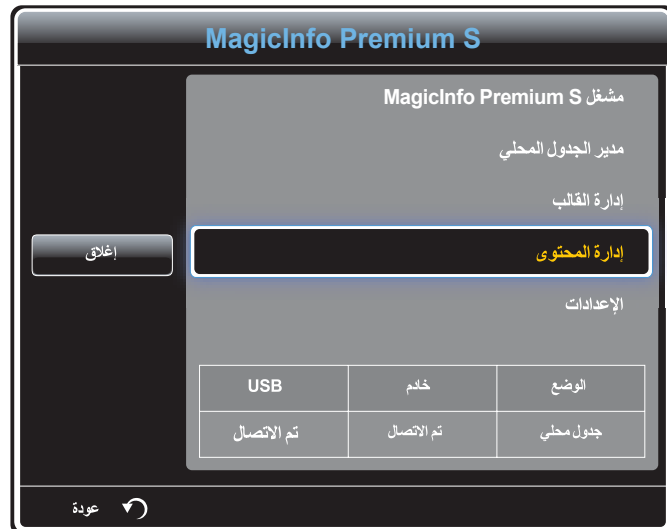 MagicInfo Premium S
مشغل MagicInfo Premium S
مدير الجدول المحلي
إدارة القالب
إدارة المحتوى
الإعدادات
إغلاق
الوضع خادم USB
جدول محلي تم الاتصال تم الاتصال
عودة